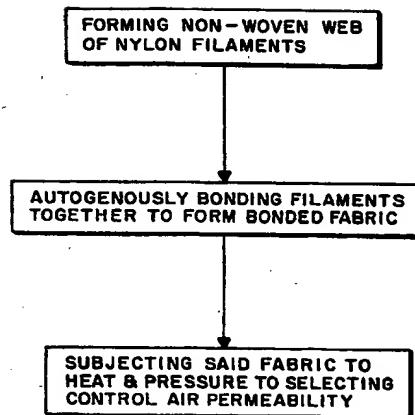 FORMING NON-WOVEN WEB
OF NYLON FILAMENTS
AUTOGENOUSLY BONDING FILAMENTS
TOGETHER TO FORM BONDED FABRIC
SUBJECTING SAID FABRIC TO
HEAT & PRESSURE TO SELECTING
CONTROL AIR PERMEABILITY